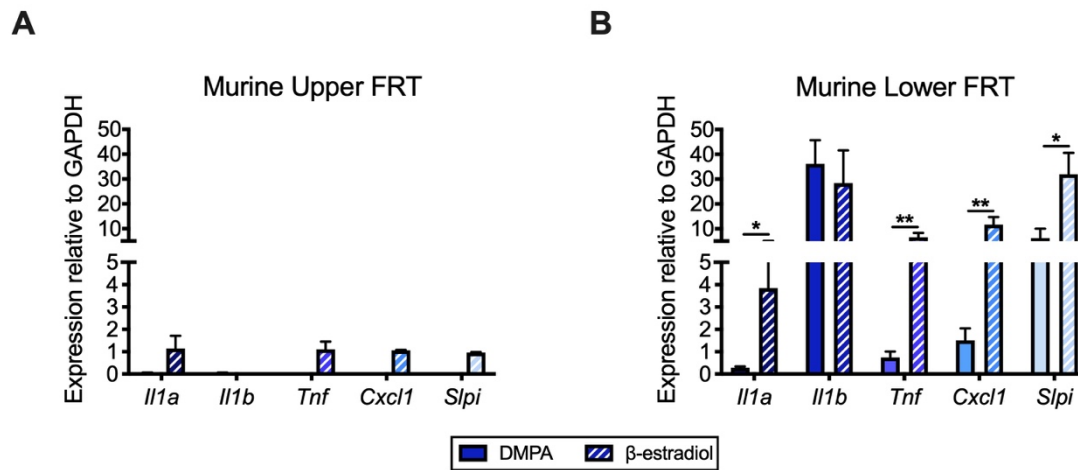 A
Murine Upper FRT
Expression relative to GAPDH
50
40
30
20
10
5
4
3
2
1
0
Il1a Il1b Tnf Cxcl1 Slpi
B
Murine Lower FRT
Expression relative to GAPDH
50
40
30
20
10
5
4
3
2
1
0
* ** ** *
Il1a Il1b Tnf Cxcl1 Slpi
DMPA β-estradiol